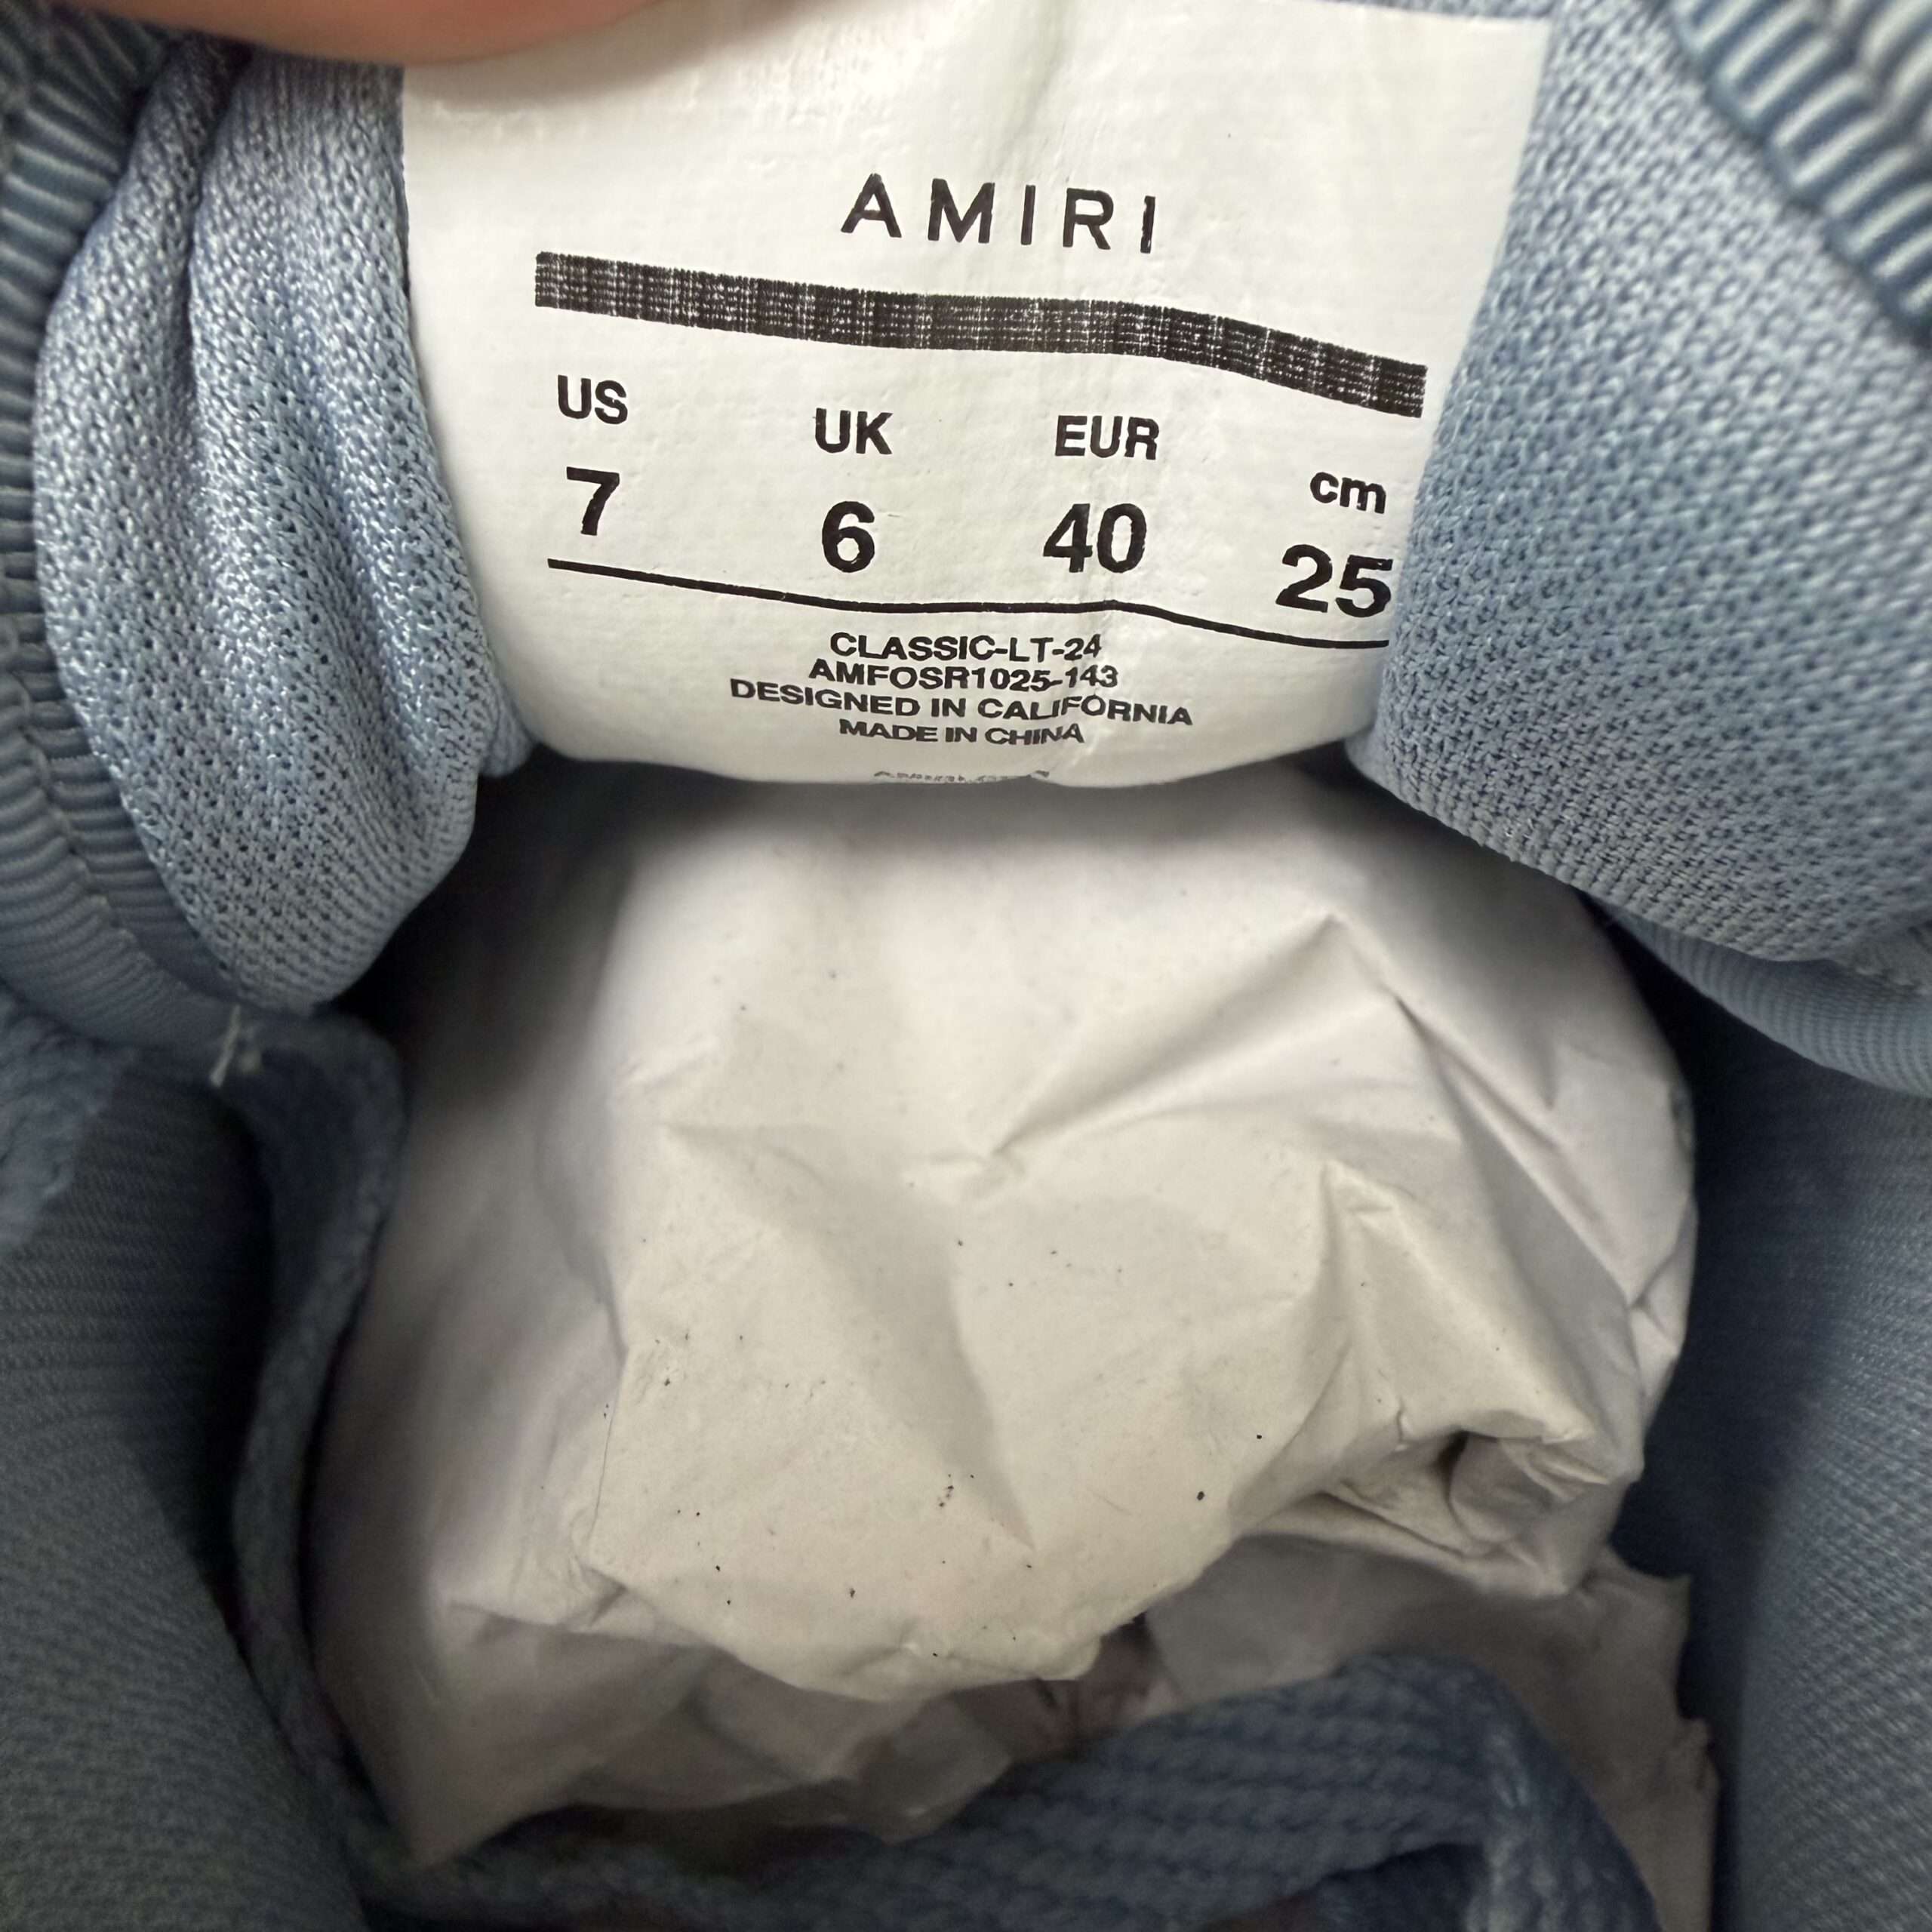 AMIRI
US UK EUR cm
7 6 40 25
CLASSIC-LT-24
AMFOSR1025-143
DESIGNED IN CALIFORNIA
MADE IN CHINA